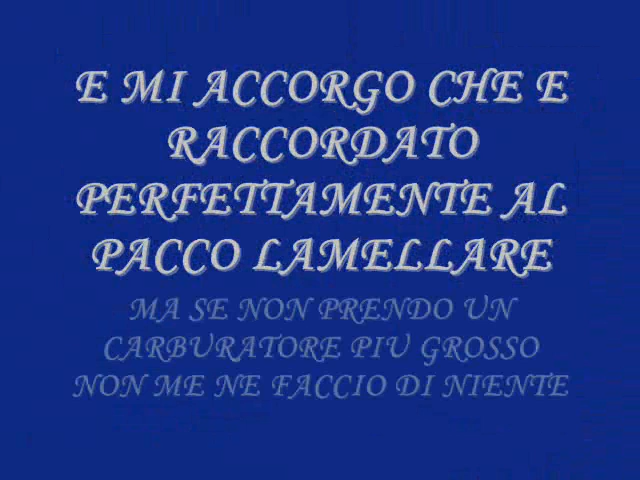 E MI ACCORGO CHE E
RACCORDATO
PERFETTAMENTE AL
PACCO LAMELLARE
MA SE NON PRENDO UN
CARBURATORE PIU GROSSO
NON ME NE FACCIO DI NIENTE